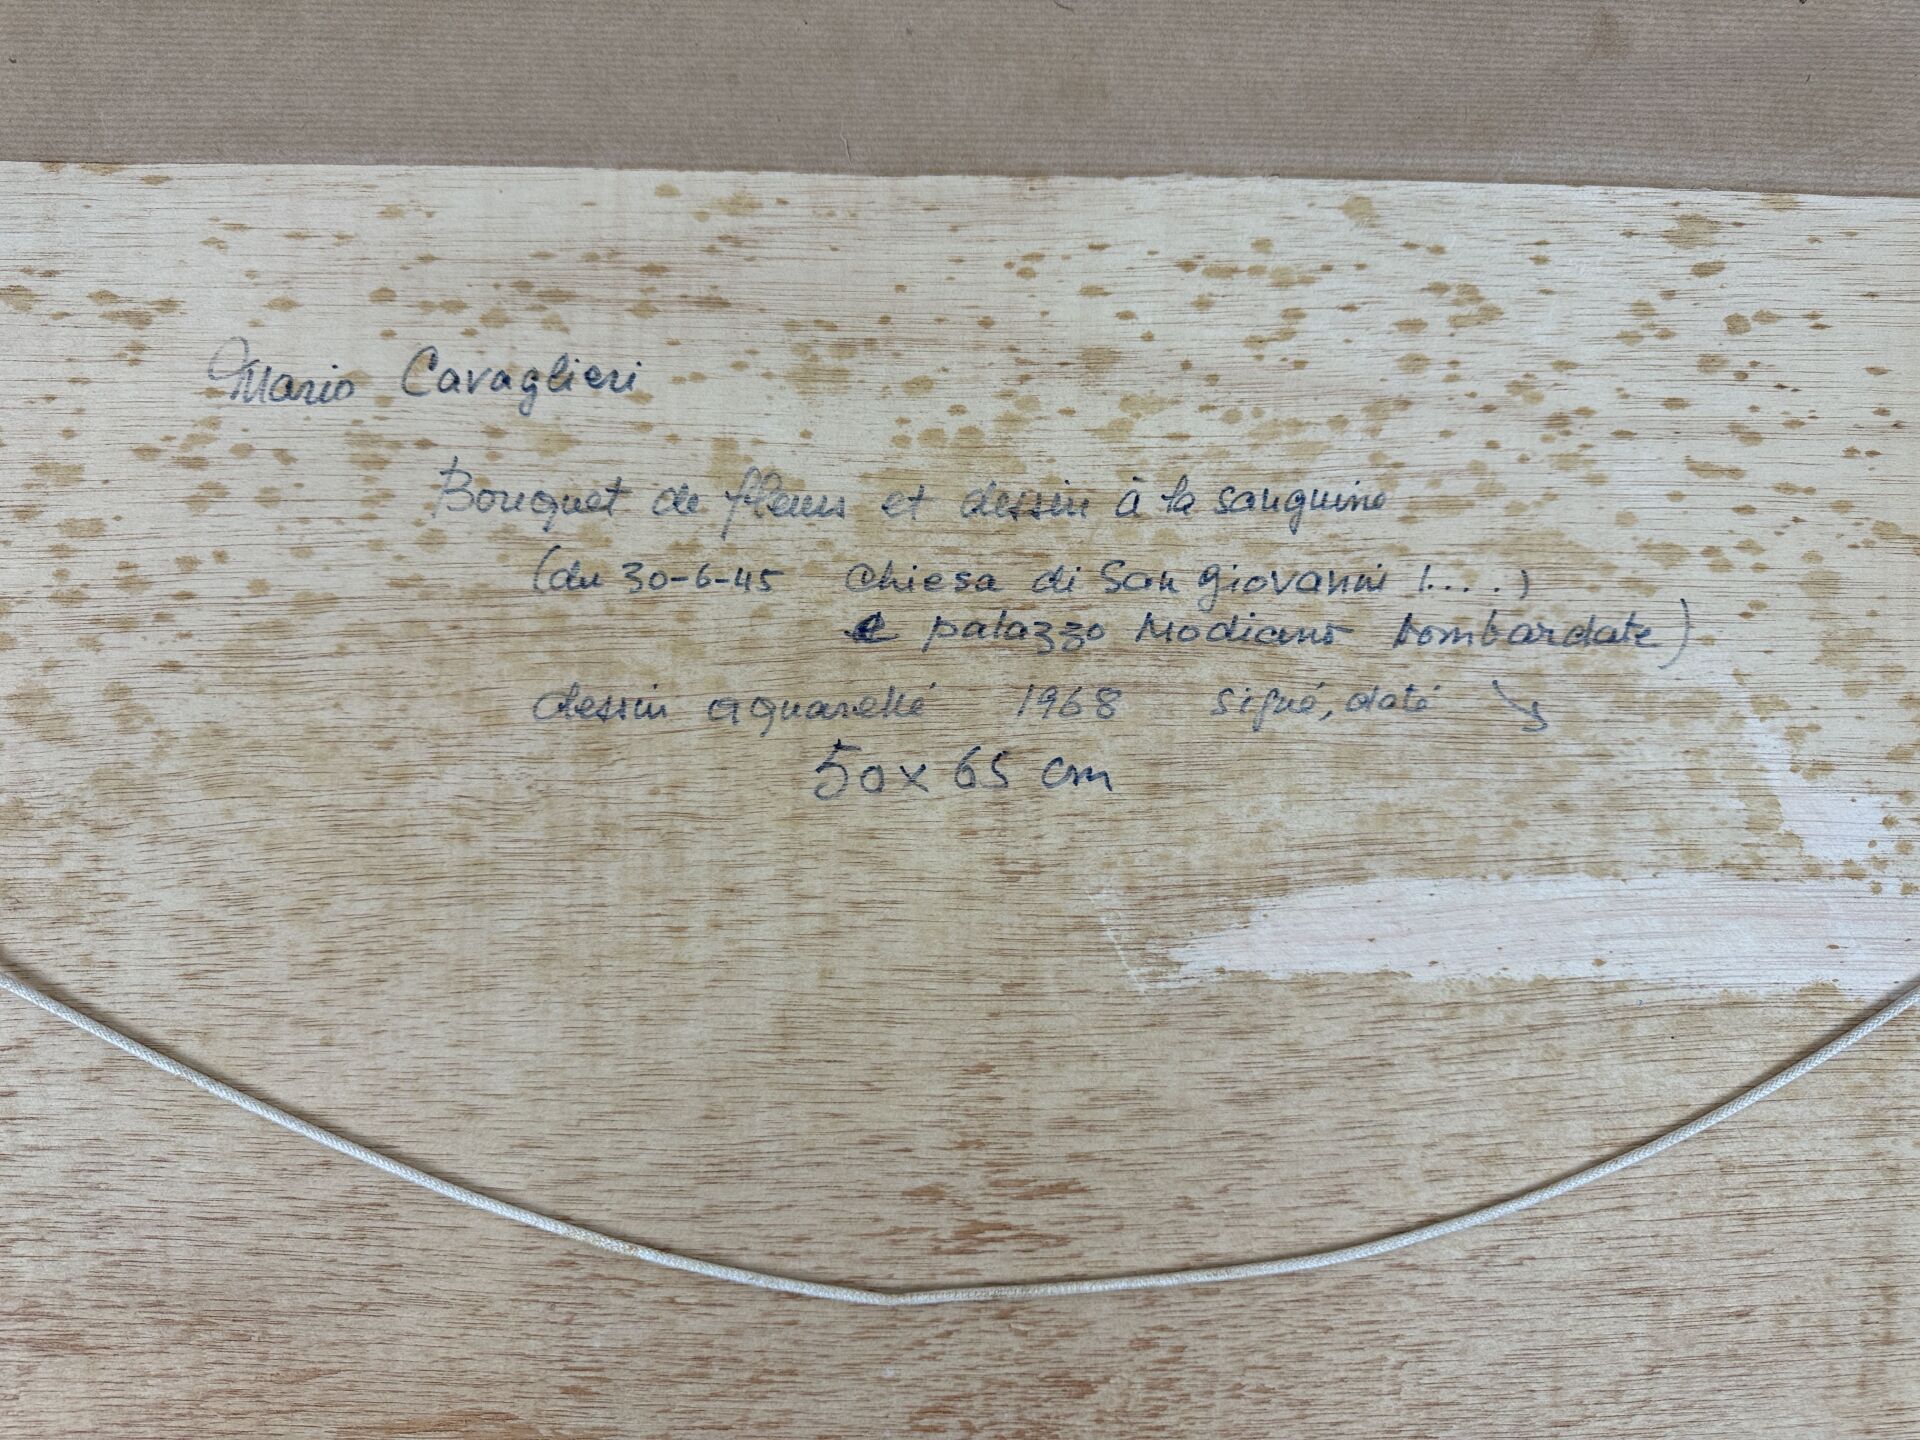 Mario Cavaglieri
Bouquet de fleurs et dessin à la sanguine
(du 30-6-45 Chiesa di San Giovanni (....)
e palazzo Modiano bombardate)
dessin aquarellé 1968 signé, daté ↘
50 x 65 cm